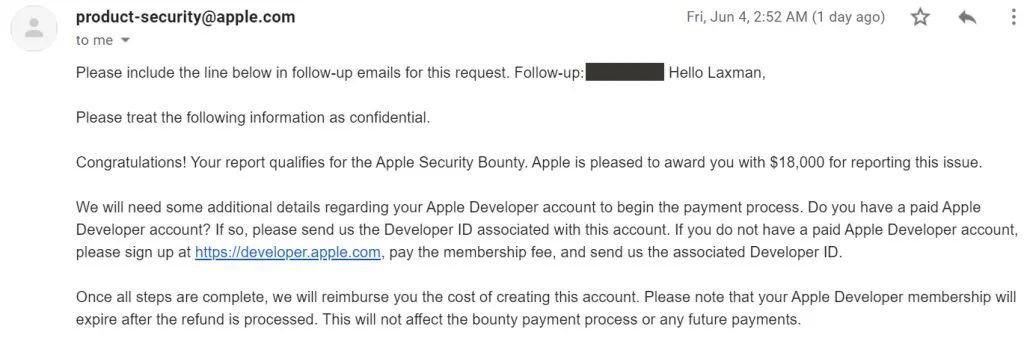 product-security@apple.com
Fri, Jun 4, 2:52 AM (1 day ago)
to me
Please include the line below in follow-up emails for this request. Follow-up: Hello Laxman,
Please treat the following information as confidential.
Congratulations! Your report qualifies for the Apple Security Bounty. Apple is pleased to award you with $18,000 for reporting this issue.
We will need some additional details regarding your Apple Developer account to begin the payment process. Do you have a paid Apple
Developer account? If so, please send us the Developer ID associated with this account. If you do not have a paid Apple Developer account,
please sign up at https://developer.apple.com, pay the membership fee, and send us the associated Developer ID.
Once all steps are complete, we will reimburse you the cost of creating this account. Please note that your Apple Developer membership will
expire after the refund is processed. This will not affect the bounty payment process or any future payments.